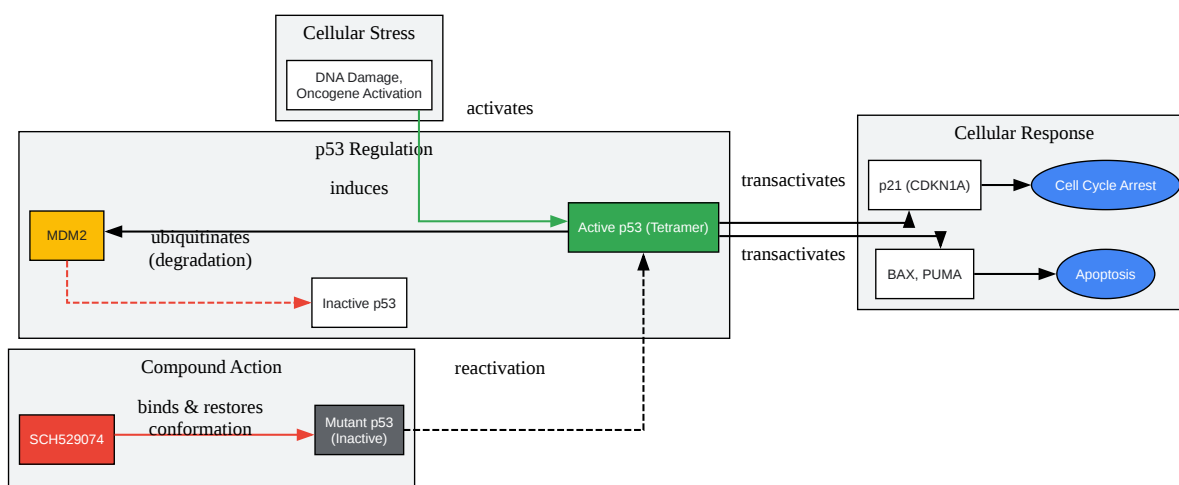 Cellular Stress
DNA Damage,
Oncogene Activation
activates
p53 Regulation
induces
MDM2
ubiquitinates
(degradation)
Inactive p53
Active p53 (Tetramer)
transactivates
transactivates
Cellular Response
p21 (CDKN1A)
Cell Cycle Arrest
BAX, PUMA
Apoptosis
Compound Action
reactivation
SCH529074
binds & restores
conformation
Mutant p53
(Inactive)